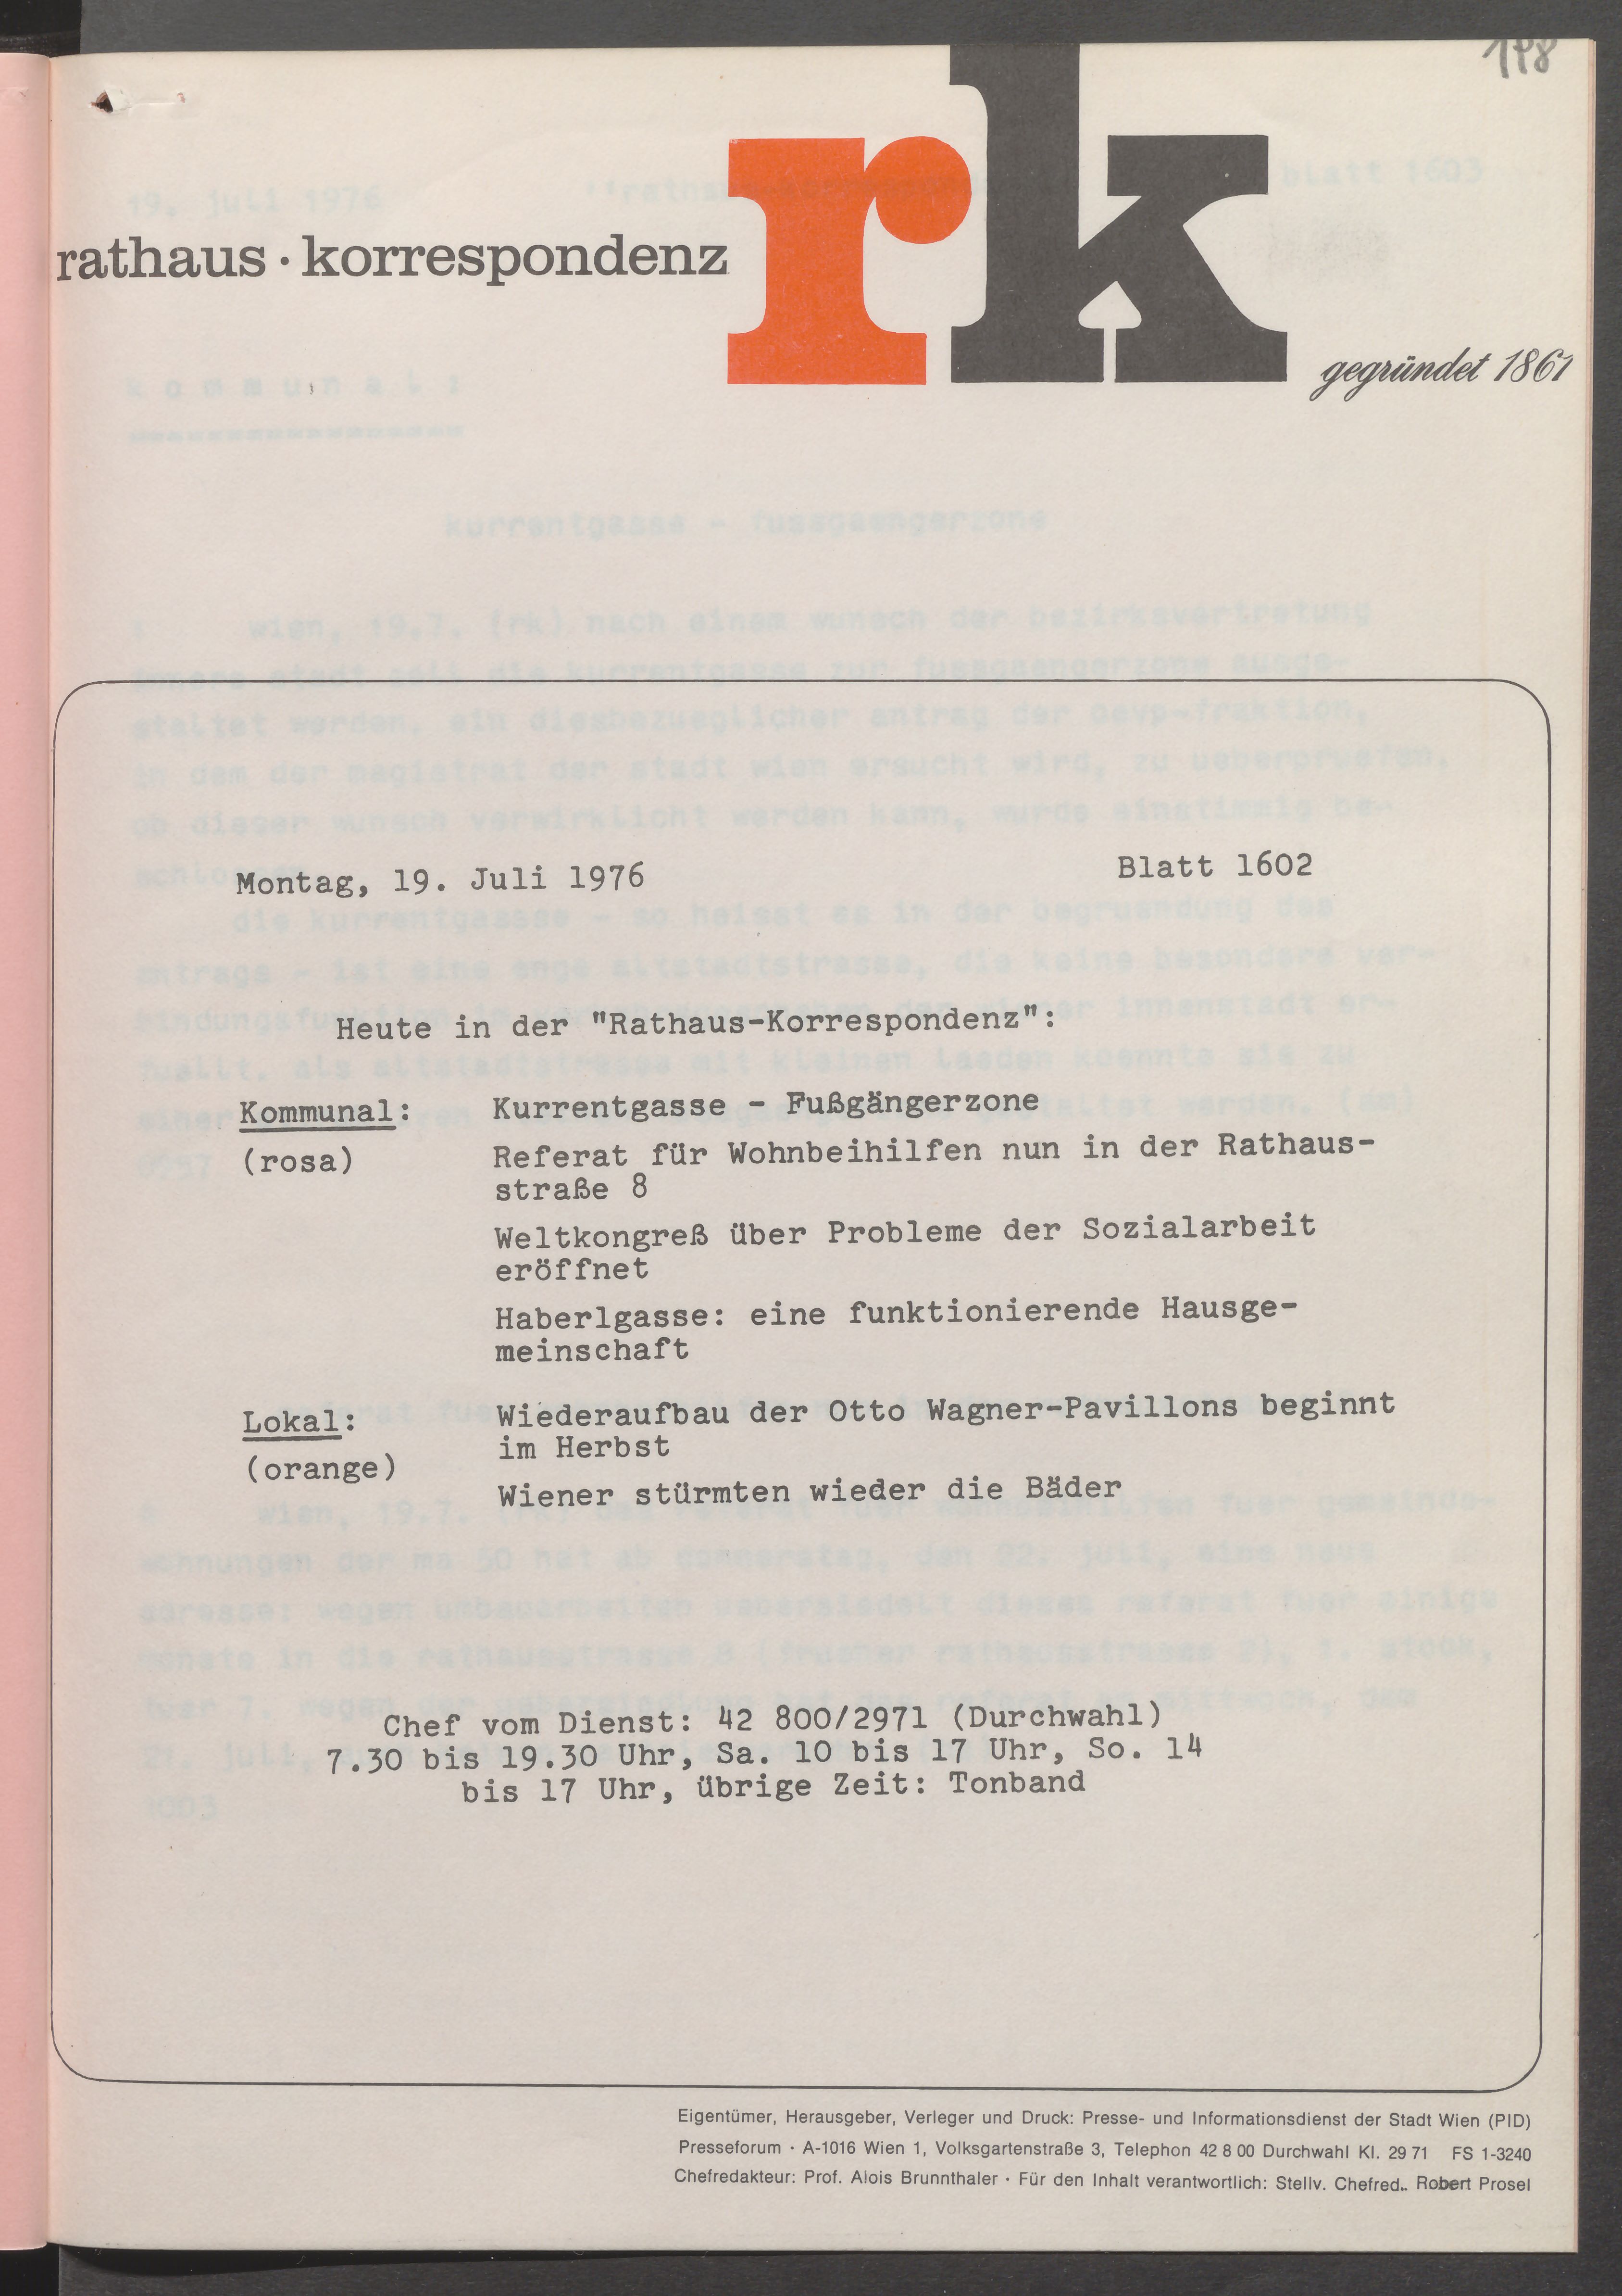 148
rk
rathaus · korrespondenz
gegründet 1861
Montag, 19. Juli 1976 Blatt 1602
Heute in der "Rathaus-Korrespondenz":
Kommunal: Kurrentgasse - Fußgängerzone
(rosa) Referat für Wohnbeihilfen nun in der Rathaus-
straße 8
Weltkongreß über Probleme der Sozialarbeit
eröffnet
Haberlgasse: eine funktionierende Hausge-
meinschaft
Lokal: Wiederaufbau der Otto Wagner-Pavillons beginnt
im Herbst
(orange)
Wiener stürmten wieder die Bäder
Chef vom Dienst: 42 800/2971 (Durchwahl)
7.30 bis 19.30 Uhr, Sa. 10 bis 17 Uhr, So. 14
bis 17 Uhr, übrige Zeit: Tonband
Eigentümer, Herausgeber, Verleger und Druck: Presse- und Informationsdienst der Stadt Wien (PID)
Presseforum · A-1016 Wien 1, Volksgartenstraße 3, Telephon 42 8 00 Durchwahl Kl. 29 71 FS 1-3240
Chefredakteur: Prof. Alois Brunnthaler · Für den Inhalt verantwortlich: Stellv. Chefred.. Robert Prosel